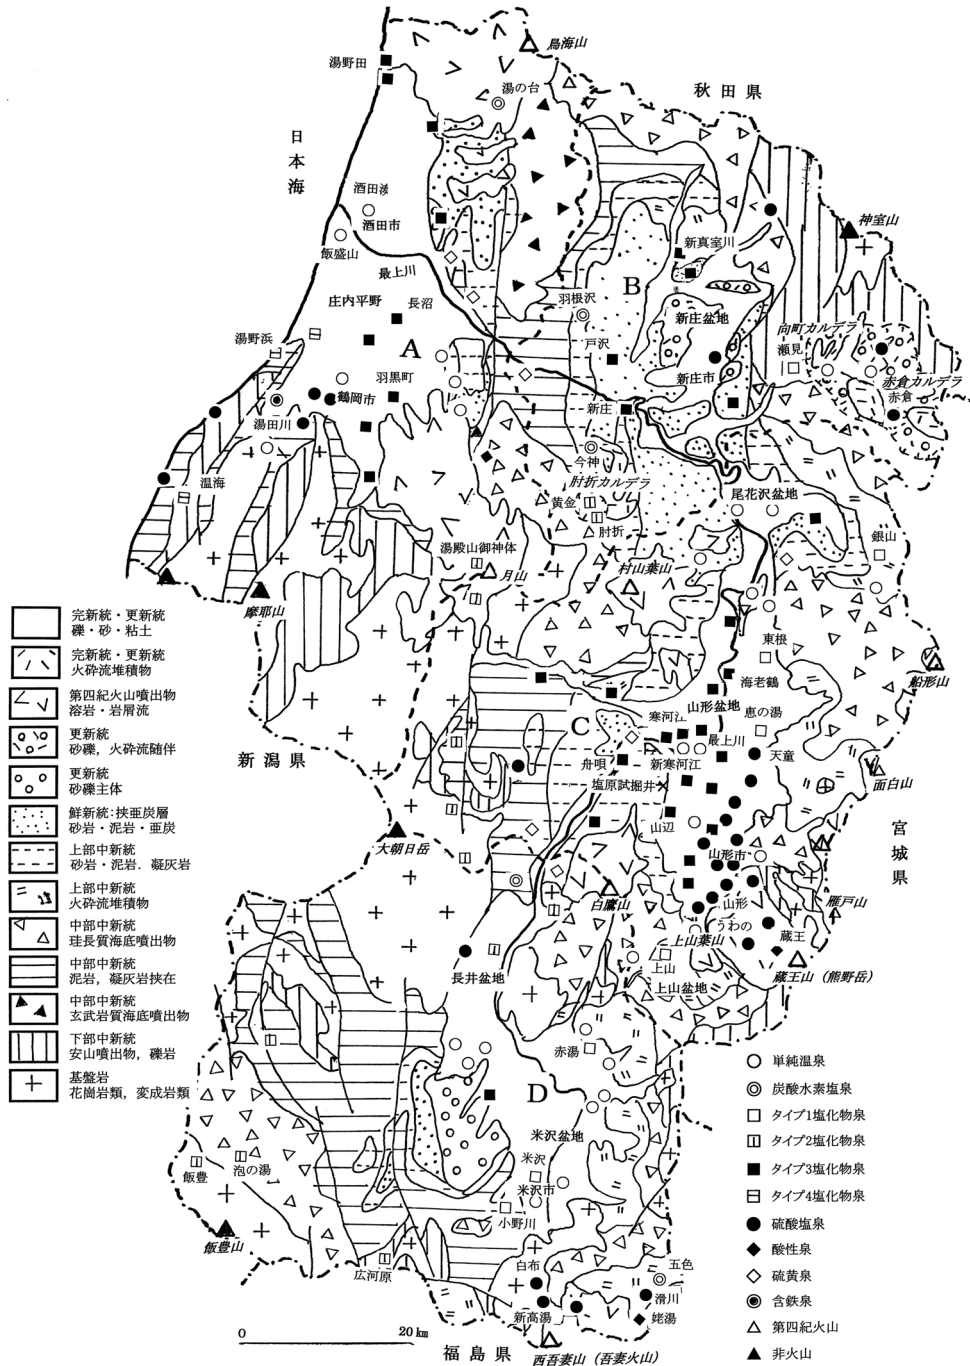 鳥海山
湯野田
湯の台
秋田県
日本海
酒田市
神室山
飯盛山
新真室川
最上川
庄内平野
長沼
羽根沢
B
新庄盆地
向町カルデラ
湯野浜
A
戸沢
瀬見
羽黒町
新庄市
赤倉カルデラ
赤倉
鶴岡市
新庄
湯田川
今神
温海
肘折カルデラ
尾花沢盆地
黄金
肘折
銀山
湯殿山御神体
月山
村山葉山
摩耶山
東根
船形山
海老鶴
山形盆地
寒河江
恵の湯
C
最上川
新潟県
舟唄
新寒河江
天童
塩原試掘井
面白山
山辺
大朝日岳
山形市
宮城県
白鷹山
山形
雁戸山
うわの
蔵王
上山葉山
長井盆地
上山
上山盆地
蔵王山(熊野岳)
赤湯
D
米沢盆地
米沢
飯豊
泡の湯
米沢市
小野川
飯豊山
広河原
白布
五色
滑川
新高湯
姥湯
0 20km
福島県
西吾妻山(吾妻火山)
完新統・更新統
礫・砂・粘土
完新統・更新統
火砕流堆積物
第四紀火山噴出物
溶岩・岩屑流
更新統
砂礫,火砕流随伴
更新統
砂礫主体
鮮新統:挟亜炭層
砂岩・泥岩・亜炭
上部中新統
砂岩・泥岩.凝灰岩
上部中新統
火砕流堆積物
中部中新統
珪長質海底噴出物
中部中新統
泥岩,凝灰岩挟在
中部中新統
玄武岩質海底噴出物
下部中新統
安山噴出物,礫岩
基盤岩
花崗岩類,変成岩類
単純温泉
炭酸水素塩泉
タイプ1塩化物泉
タイプ2塩化物泉
タイプ3塩化物泉
タイプ4塩化物泉
硫酸塩泉
酸性泉
硫黄泉
含鉄泉
第四紀火山
非火山